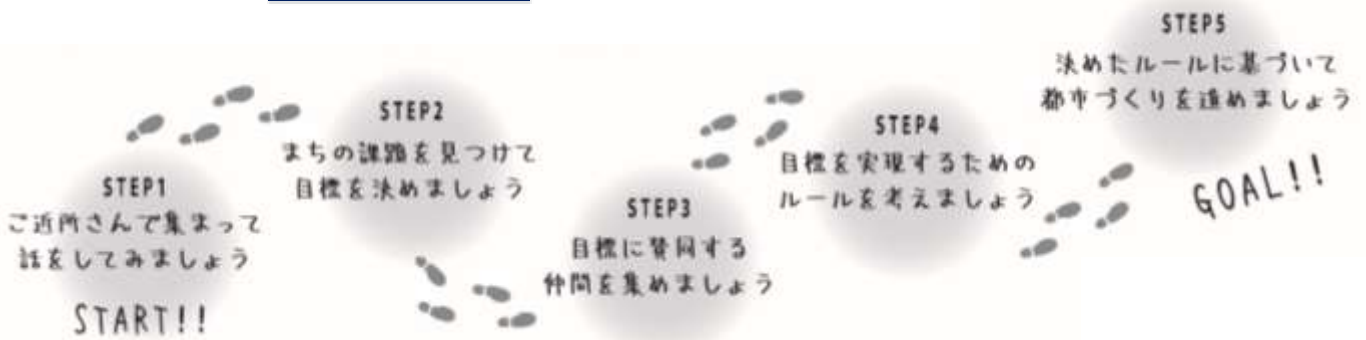 STEP1
ご近所さんで集まって
話をしてみましょう
START!!
STEP2
まちの課題を見つけて
目標を決めましょう
STEP3
目標に賛同する
仲間を集めましょう
STEP4
目標を実現するための
ルールを考えましょう
STEP5
決めたルールに基づいて
都市づくりを進めましょう
GOAL!!